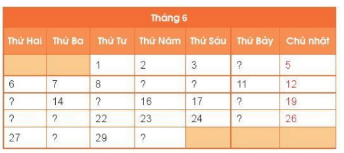 Tháng 6
Thứ Hai Thứ Ba Thứ Tư Thứ Năm Thứ Sáu Thứ Bảy Chủ nhật
1 2 3 ? 5
6 7 8 ? ? 11 12
? 14 ? 16 17 ? 19
? ? 22 23 24 ? 26
27 ? 29 ?